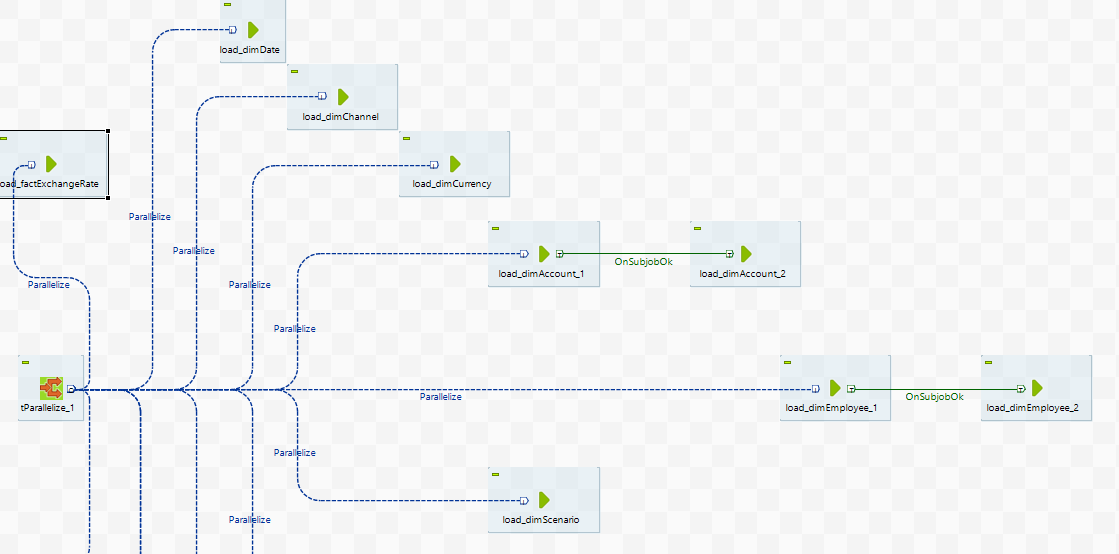 load_dimDate
load_dimChannel
oad_factExchangeRate
load_dimCurrency
Parallelize
Parallelize
load_dimAccount_1
OnSubjobOk
load_dimAccount_2
Parallelize
Parallelize
Parallelize
tParallelize_1
Parallelize
load_dimEmployee_1
OnSubjobOk
load_dimEmployee_2
Parallelize
Parallelize
load_dimScenario